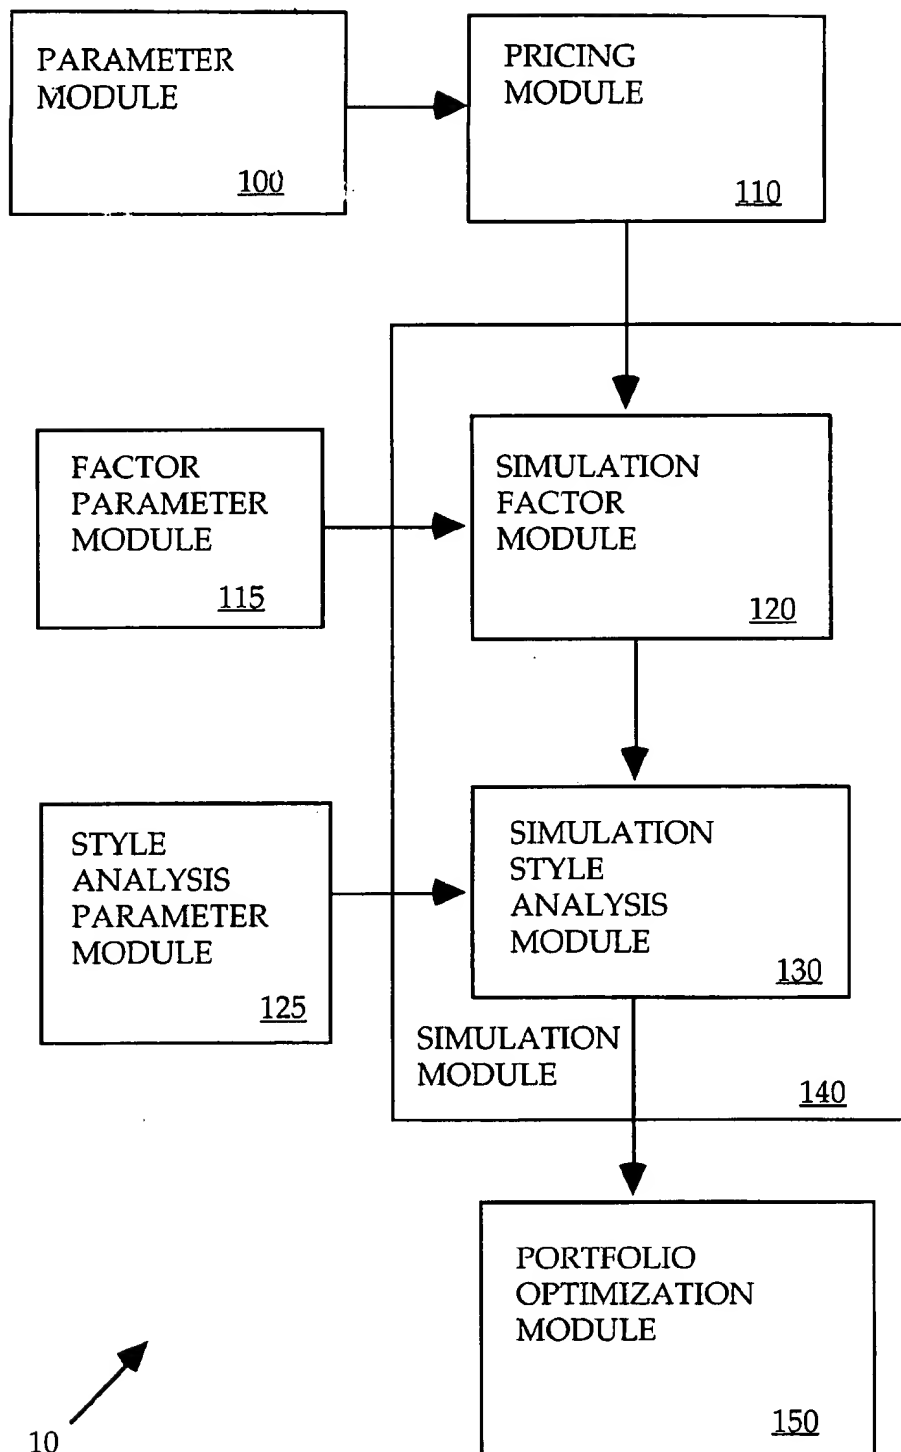 PARAMETER
MODULE
100
PRICING
MODULE
110
FACTOR
PARAMETER
MODULE
115
SIMULATION
FACTOR
MODULE
120
STYLE
ANALYSIS
PARAMETER
MODULE
125
SIMULATION
STYLE
ANALYSIS
MODULE
130
SIMULATION
MODULE
140
PORTFOLIO
OPTIMIZATION
MODULE
150
10